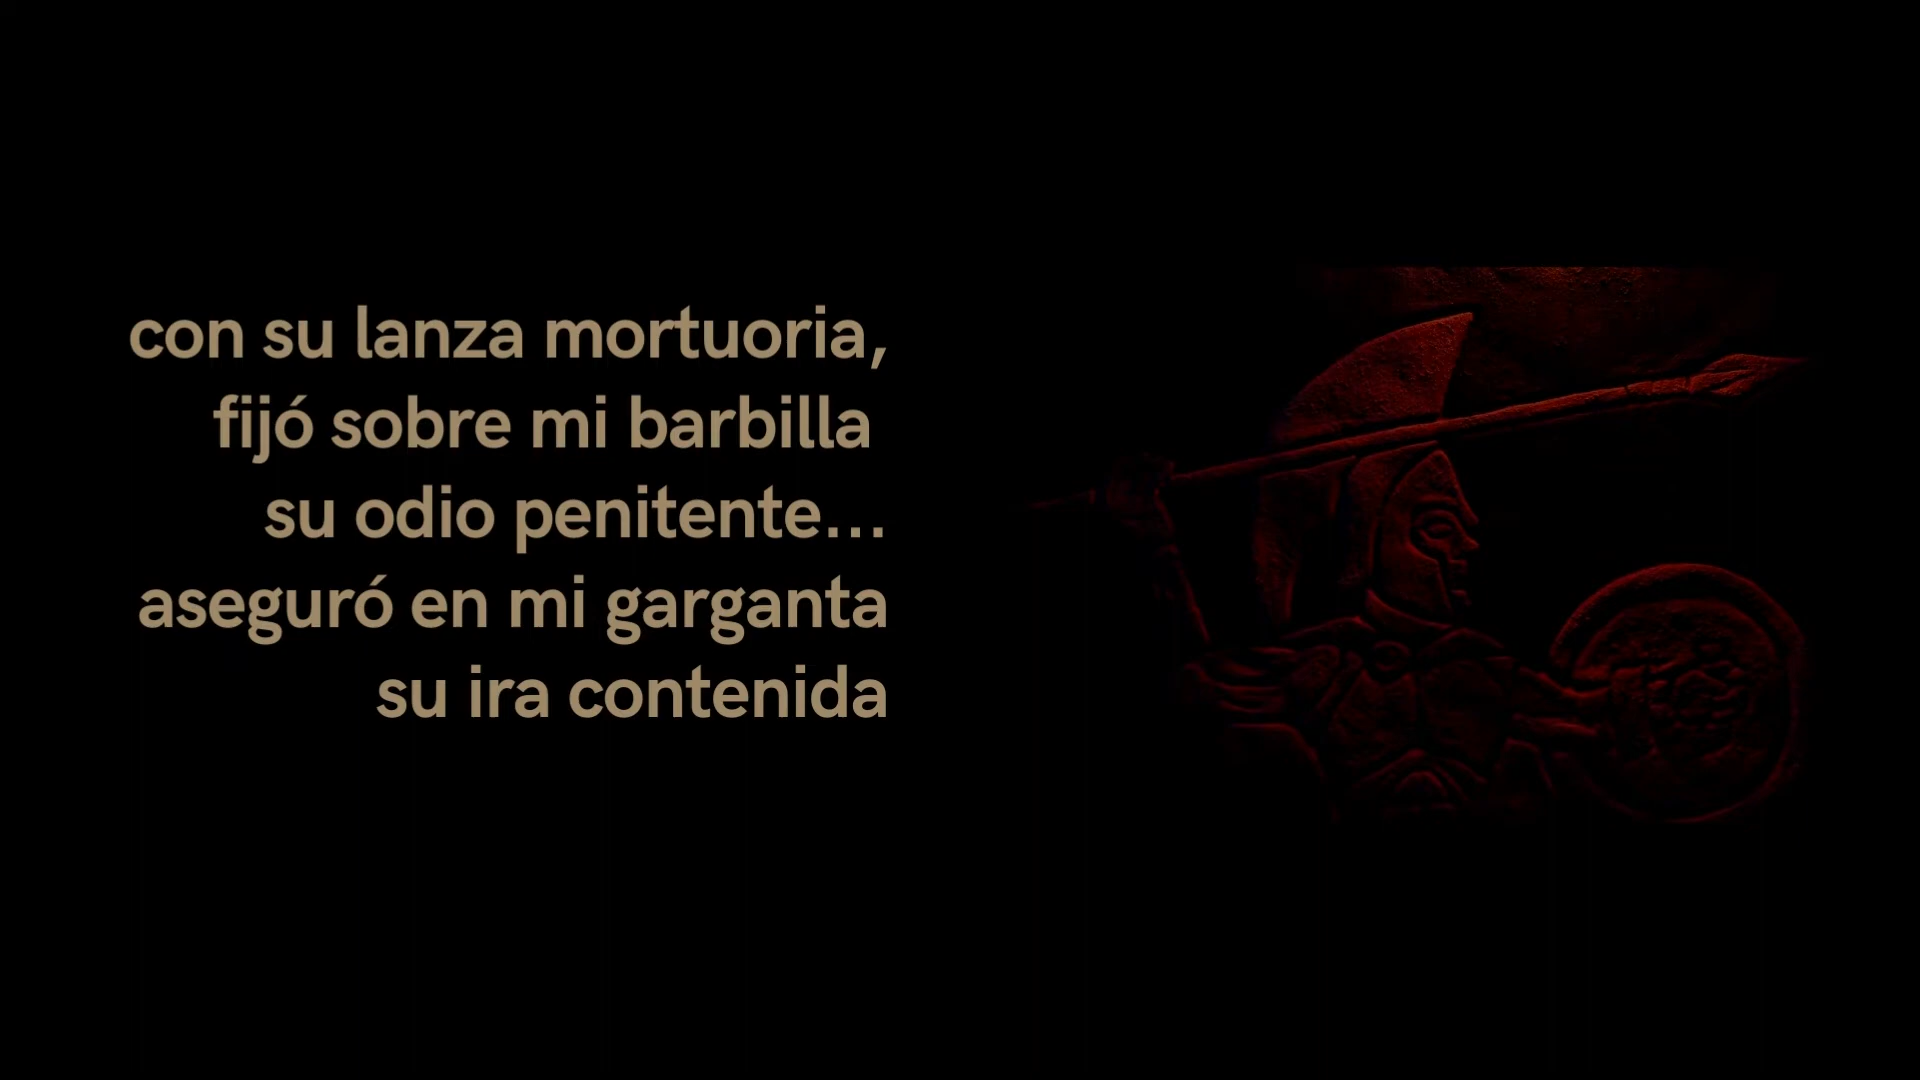 con su lanza mortuoria,
fijó sobre mi barbilla
su odio penitente...
aseguró en mi garganta
su ira contenida